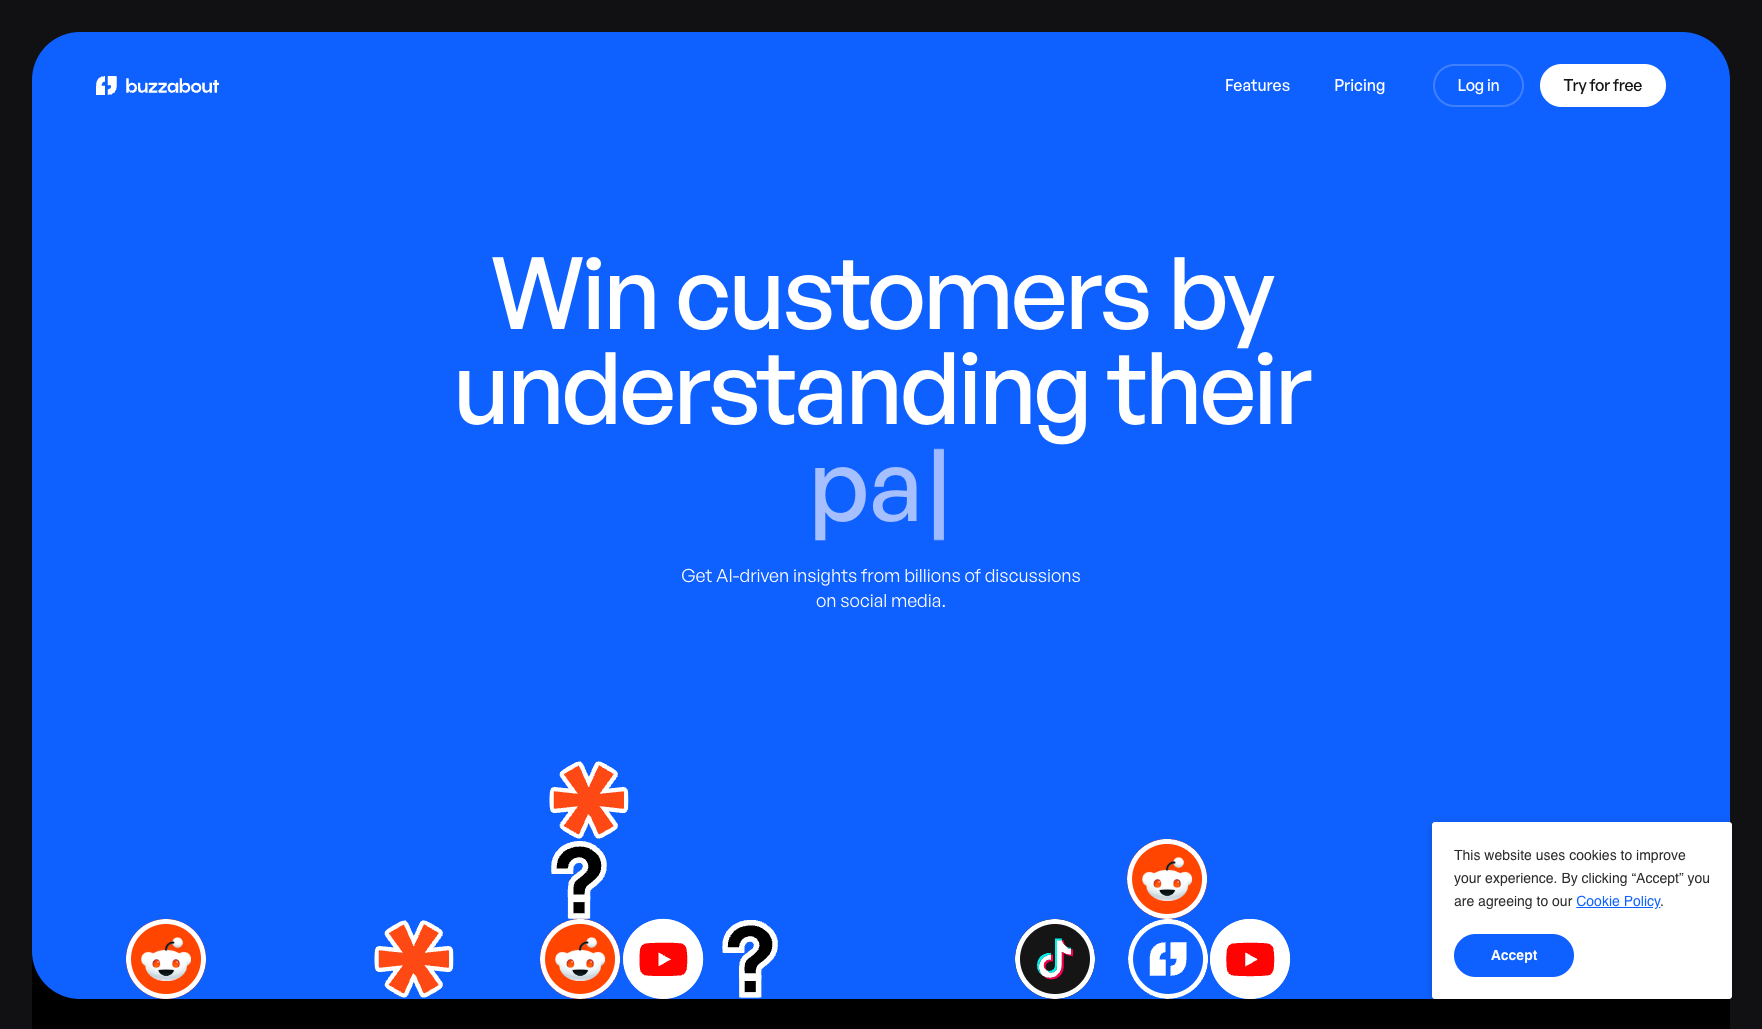 buzzabout
Features
Pricing
Log in
Try for free
Win customers by
understanding their
pa|
Get AI-driven insights from billions of discussions
on social media.
?
?
This website uses cookies to improve
your experience. By clicking “Accept” you
are agreeing to our Cookie Policy.
Accept